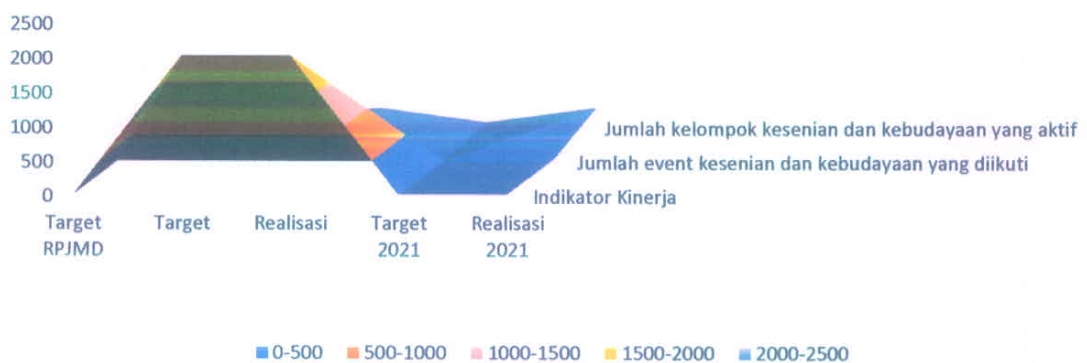 2500
2000
1500
1000
500
0
Jumlah kelompok kesenian dan kebudayaan yang aktif
Jumlah event kesenian dan kebudayaan yang diikuti
Indikator Kinerja
Target RPJMD
Target
Realisasi
Target 2021
Realisasi 2021
0-500
500-1000
1000-1500
1500-2000
2000-2500